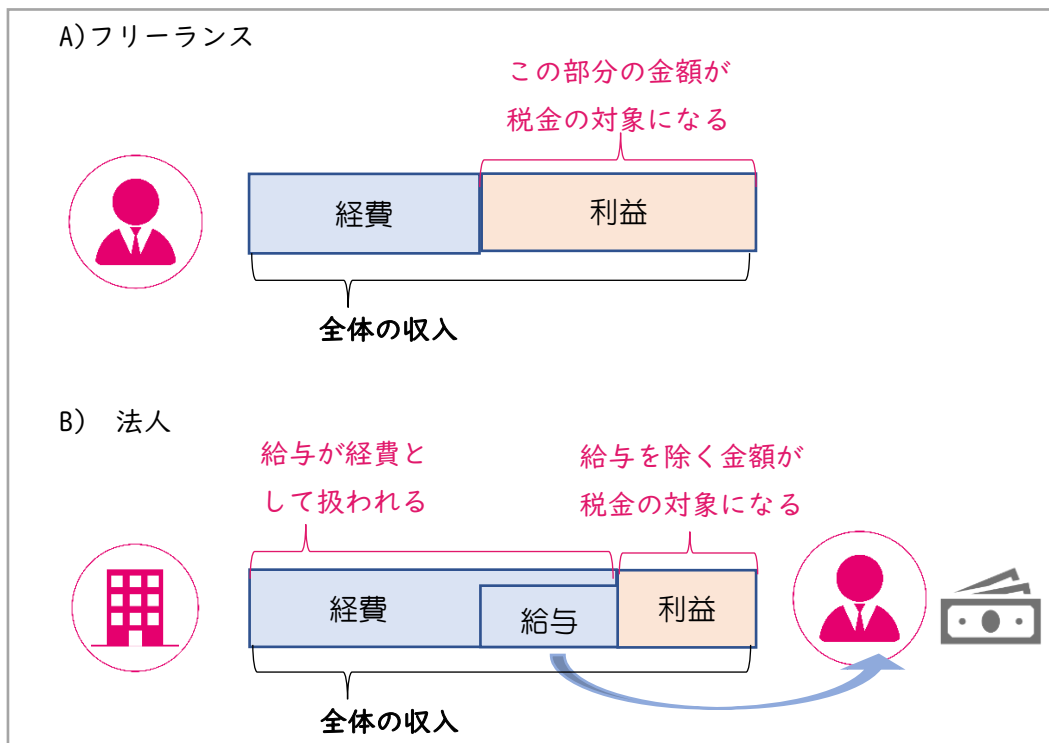 A)フリーランス
この部分の金額が
税金の対象になる
経費
利益
全体の収入
B) 法人
給与が経費と
して扱われる
給与を除く金額が
税金の対象になる
経費
給与
利益
全体の収入